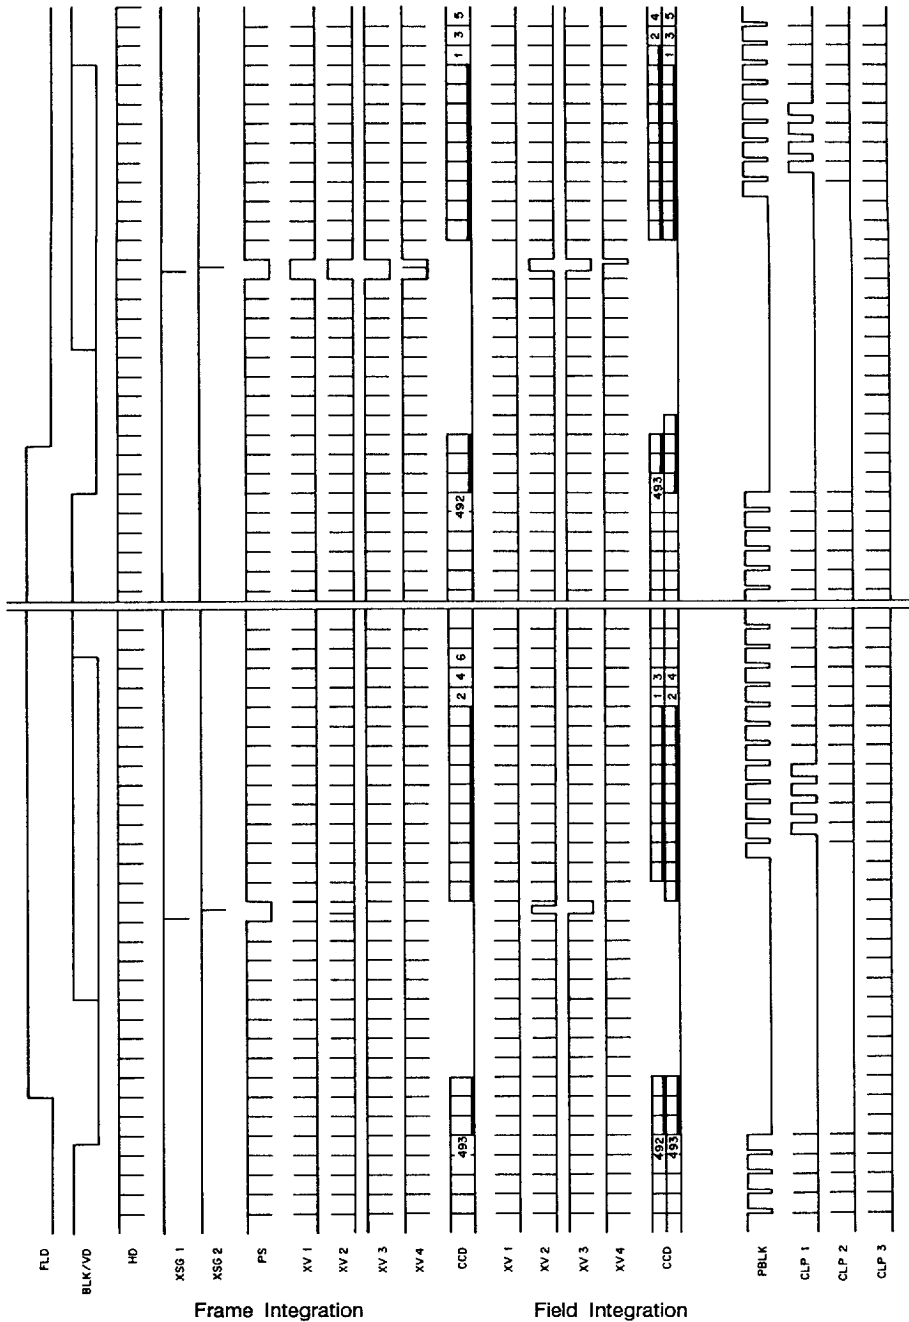 FLD
BLK/VD
HD
XSG 1
XSG 2
PS
XV 1
XV 2
XV 3
XV 4
CCD
493
2 4 6
492
1 3 5
XV 1
XV 2
XV 3
XV 4
CCD
492
493
1 3
2 4
493
2 4
1 3 5
PBLK
CLP 1
CLP 2
CLP 3
Frame Integration
Field Integration